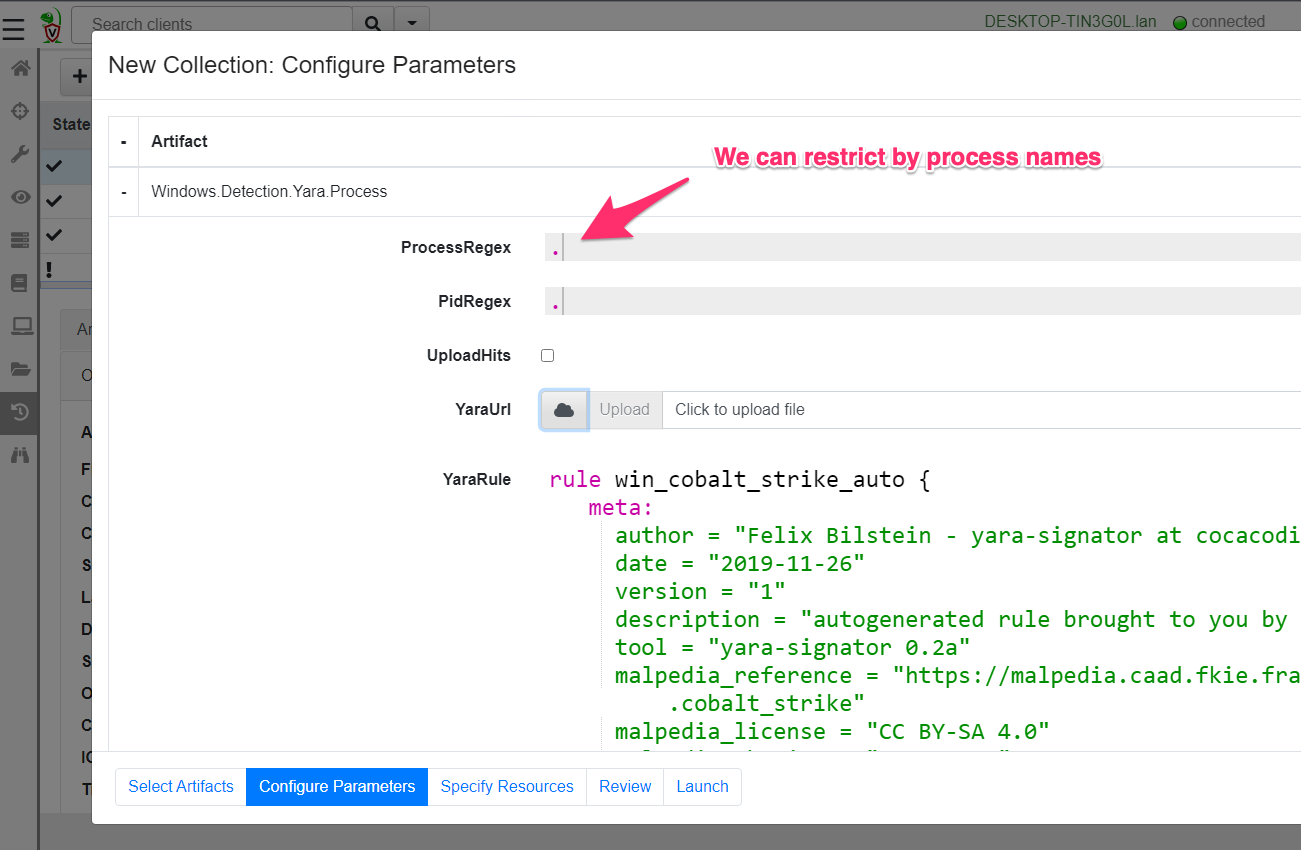 Search clients
DESKTOP-TIN3G0L.lan connected
New Collection: Configure Parameters
+
State
- Artifact
We can restrict by process names
- Windows.Detection.Yara.Process
ProcessRegex .
PidRegex .
!
UploadHits
YaraUrl Upload Click to upload file
YaraRule rule win_cobalt_strike_auto {
meta:
author = "Felix Bilstein - yara-signator at cocacodi
date = "2019-11-26"
version = "1"
description = "autogenerated rule brought to you by
tool = "yara-signator 0.2a"
malpedia_reference = "https://malpedia.caad.fkie.fra
.cobalt_strike"
malpedia_license = "CC BY-SA 4.0"
Select Artifacts Configure Parameters Specify Resources Review Launch